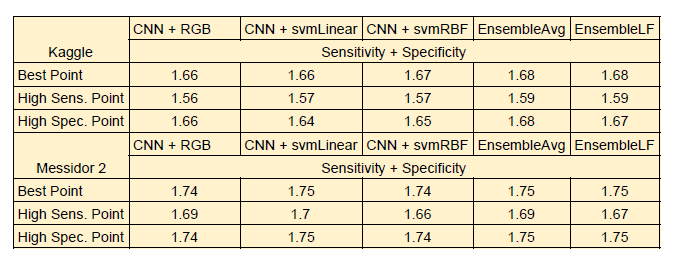 CNN + RGB CNN + svmLinear CNN + svmRBF EnsembleAvg EnsembleLF
Kaggle Sensitivity + Specificity
Best Point 1.66 1.66 1.67 1.68 1.68
High Sens. Point 1.56 1.57 1.57 1.59 1.59
High Spec. Point 1.66 1.64 1.65 1.68 1.67
CNN + RGB CNN + svmLinear CNN + svmRBF EnsembleAvg EnsembleLF
Messidor 2 Sensitivity + Specificity
Best Point 1.74 1.75 1.74 1.75 1.75
High Sens. Point 1.69 1.7 1.66 1.69 1.67
High Spec. Point 1.74 1.75 1.74 1.75 1.75